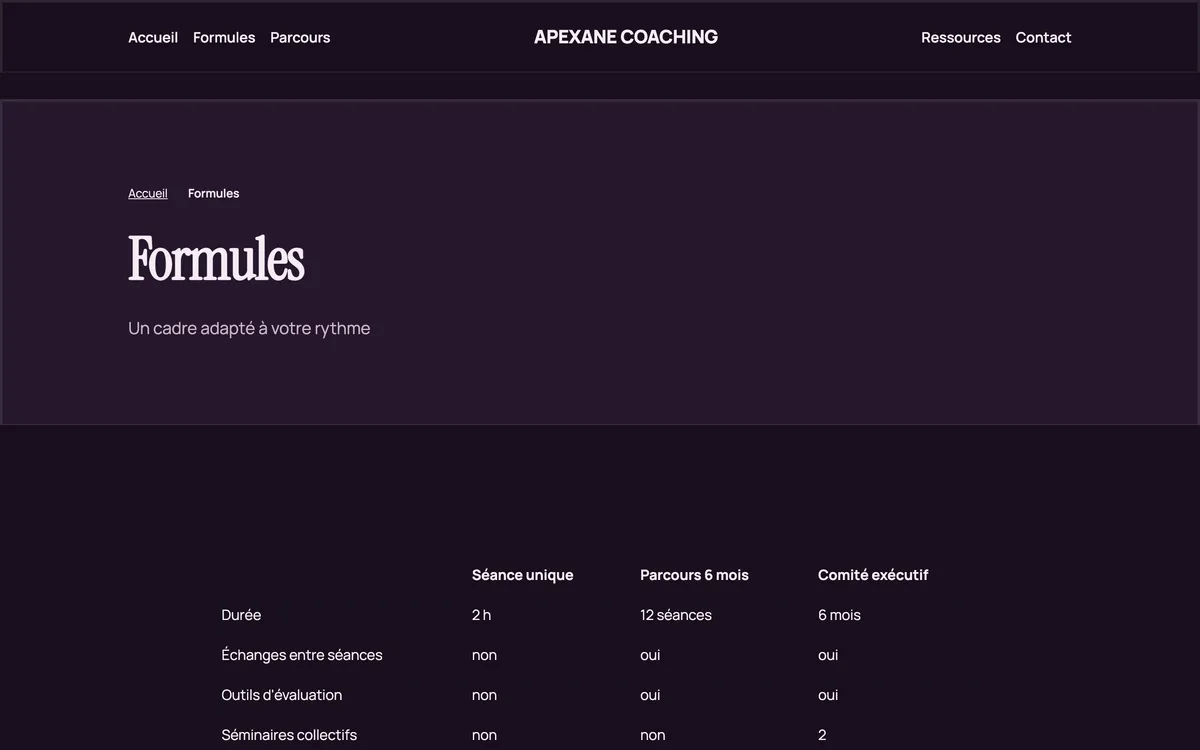 Accueil Formules Parcours APEXANE COACHING Ressources Contact
Accueil Formules
Formules
Un cadre adapté à votre rythme
Séance unique Parcours 6 mois Comité exécutif
Durée 2 h 12 séances 6 mois
Échanges entre séances non oui oui
Outils d'évaluation non oui oui
Séminaires collectifs non non 2